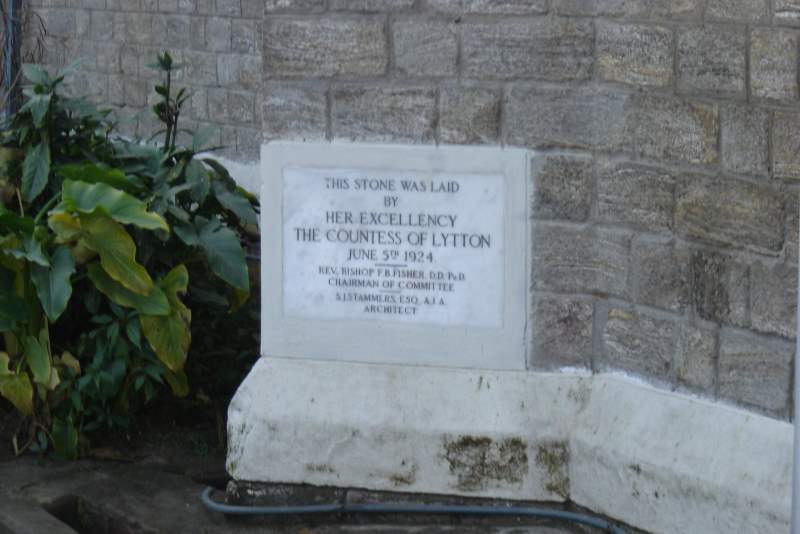 THIS STONE WAS LAID
BY
HER EXCELLENCY
THE COUNTESS OF LYTTON
JUNE 5TH 1924.
REV. BISHOP F.B. FISHER, D.D. PH.D.
CHAIRMAN OF COMMITTEE
S.J. STAMMERS, ESQ. A.I.A.
ARCHITECT